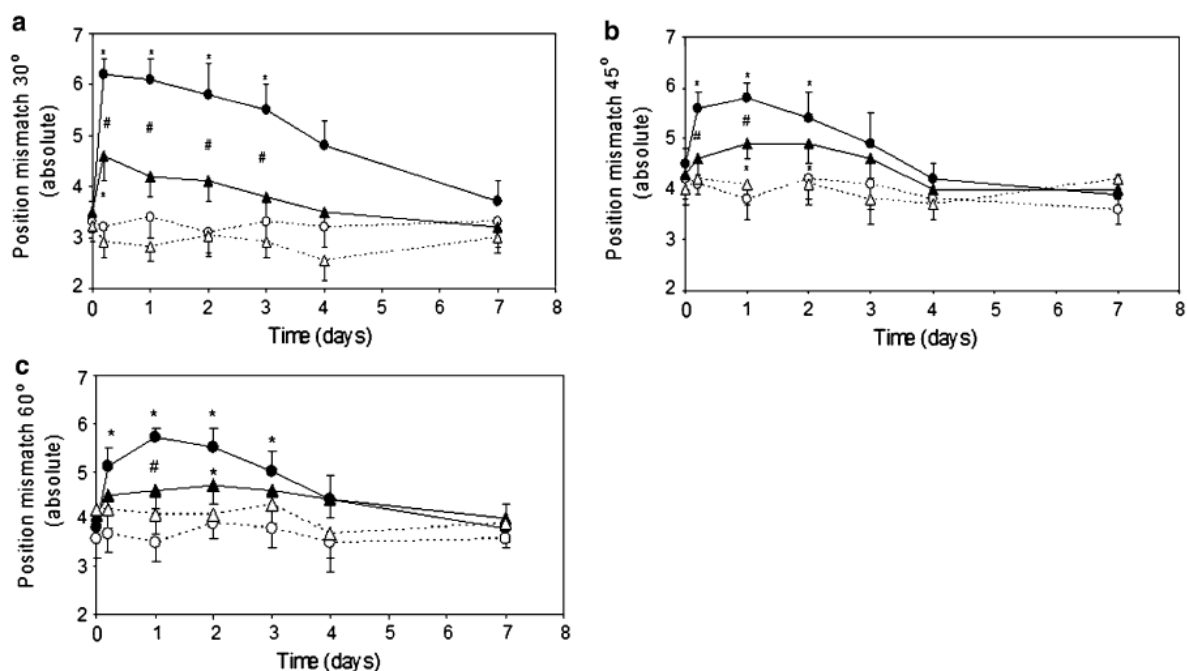 a
Position mismatch 30°
(absolute)
7
6
5
4
3
2
* * * *
# # # #
*
*
0 1 2 3 4 5 6 7 8
Time (days)
b
Position mismatch 45°
(absolute)
7
6
5
4
3
2
* * *
# #
* *
0 1 2 3 4 5 6 7 8
Time (days)
c
Position mismatch 60°
(absolute)
7
6
5
4
3
2
* * * *
# *
0 1 2 3 4 5 6 7 8
Time (days)